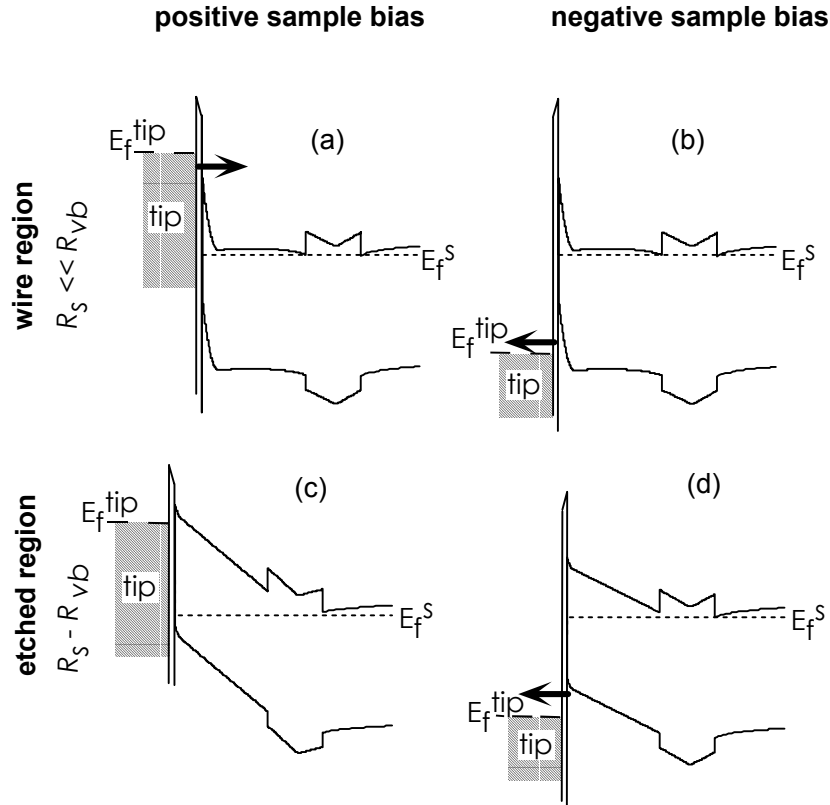 positive sample bias
negative sample bias
wire region
R_s << R_vb
(a)
E_f^tip
tip
E_f^S
(b)
E_f^tip
tip
E_f^S
etched region
R_s - R_vb
(c)
E_f^tip
tip
E_f^S
(d)
E_f^tip
tip
E_f^S